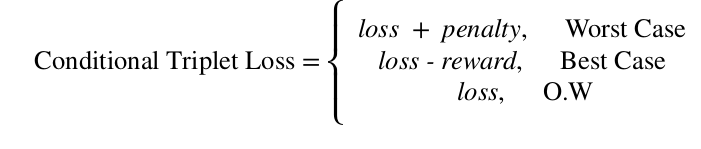 loss + penalty, Worst Case
Conditional Triplet Loss = { loss - reward, Best Case
loss, O.W